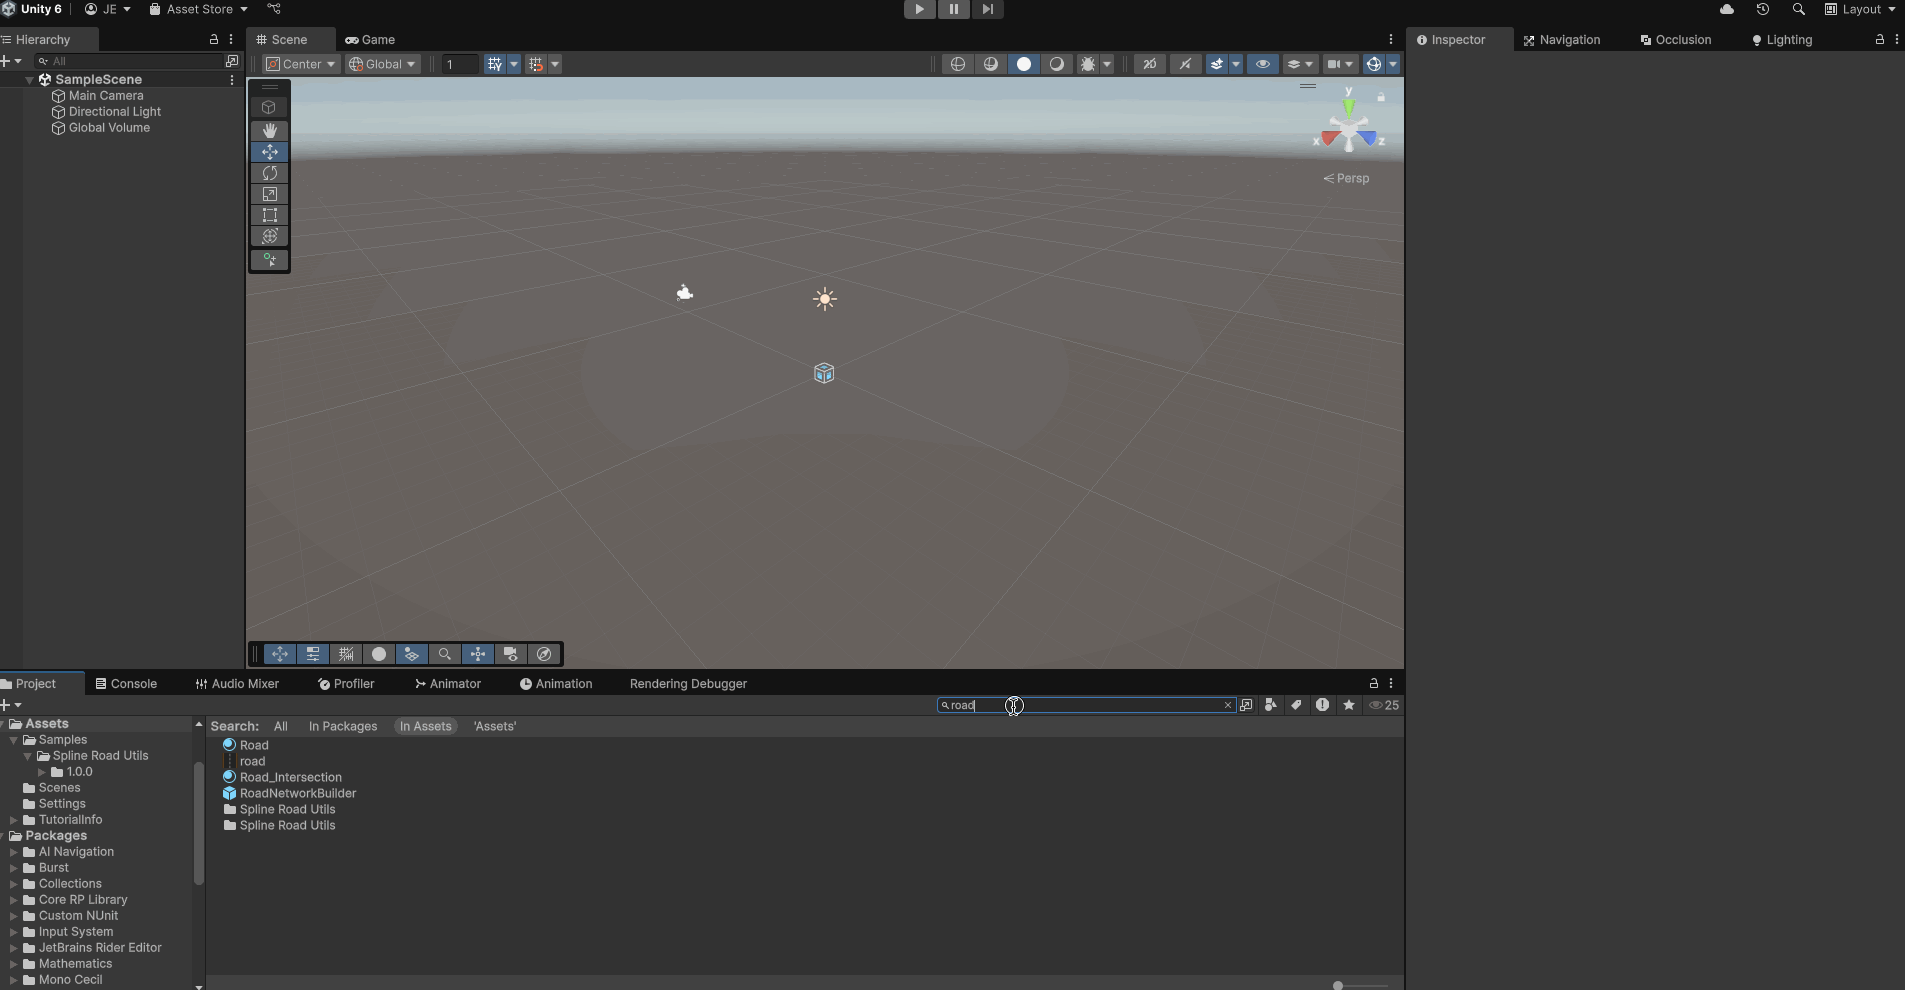 Unity 6 JE Asset Store Layout
Hierarchy
Scene Game
Inspector Navigation Occlusion Lighting
All
Center Global 1 2D
SampleScene
Main Camera
Directional Light
Global Volume
y
x z
Persp
Project Console Audio Mixer Profiler Animator Animation Rendering Debugger
road 25
Search: All In Packages In Assets 'Assets'
Assets
Samples
Spline Road Utils
1.0.0
Scenes
Settings
TutorialInfo
Packages
AI Navigation
Burst
Collections
Core RP Library
Custom NUnit
Input System
JetBrains Rider Editor
Mathematics
Mono Cecil
Road
road
Road_Intersection
RoadNetworkBuilder
Spline Road Utils
Spline Road Utils